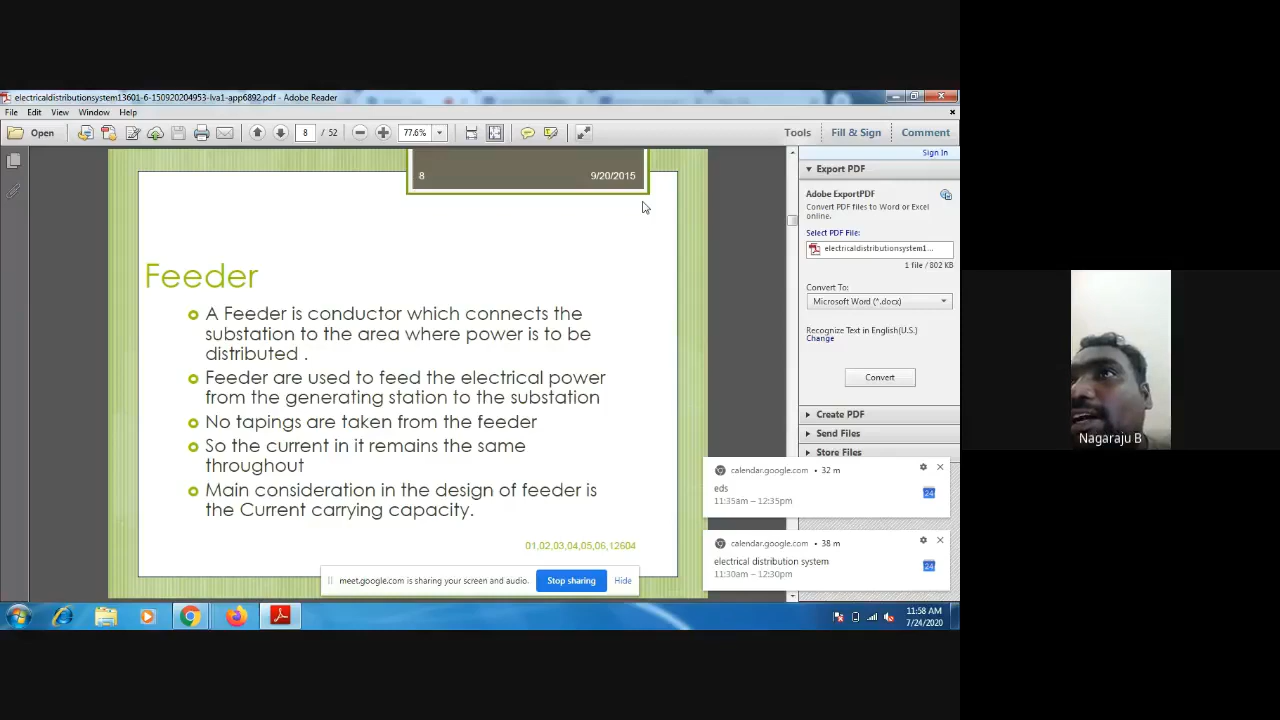 electricaldistributionsystem13601-6-150920204953-lva1-app6892.pdf - Adobe Reader
File Edit View Window Help
Open 8 / 52 77.6% Tools Fill & Sign Comment
Sign In
8 9/20/2015
Feeder
A Feeder is conductor which connects the
substation to the area where power is to be
distributed .
Feeder are used to feed the electrical power
from the generating station to the substation
No tapings are taken from the feeder
So the current in it remains the same
throughout
Main consideration in the design of feeder is
the Current carrying capacity.
01,02,03,04,05,06,12604
Export PDF
Adobe ExportPDF
Convert PDF files to Word or Excel
online.
Select PDF File:
electricaldistributionsystem1...
1 file / 802 KB
Convert To:
Microsoft Word (*.docx)
Recognize Text in English(U.S.)
Change
Convert
Create PDF
Send Files
Store Files
calendar.google.com • 32 m
eds
11:35am – 12:35pm
24
calendar.google.com • 38 m
electrical distribution system
11:30am – 12:30pm
24
meet.google.com is sharing your screen and audio.
Stop sharing
Hide
11:58 AM
7/24/2020
Nagaraju B